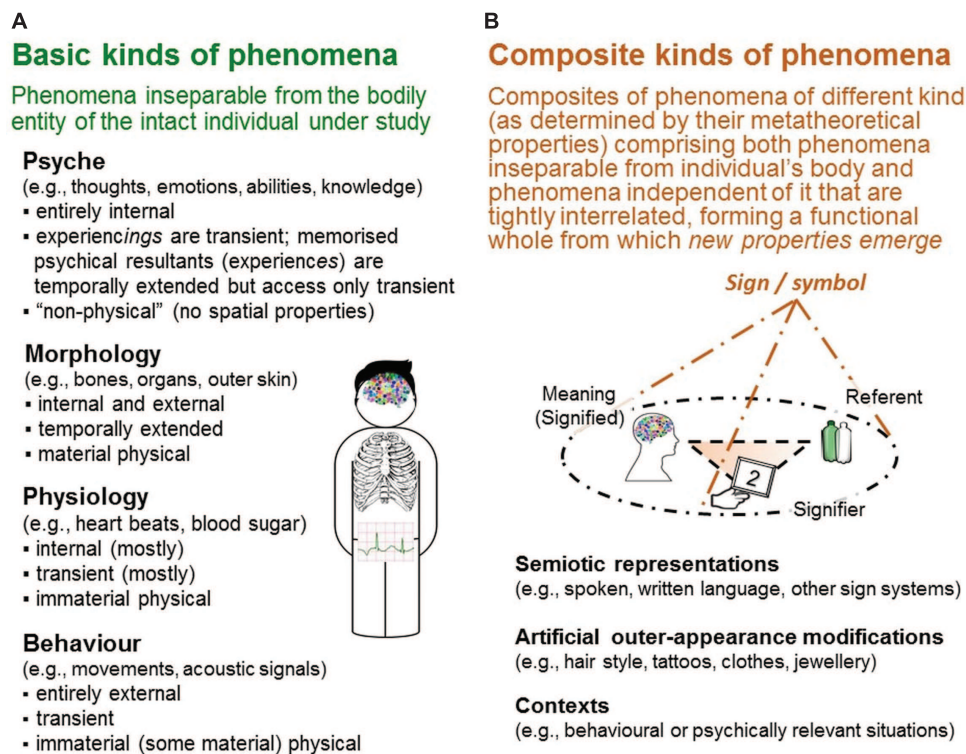 A
Basic kinds of phenomena
Phenomena inseparable from the bodily
entity of the intact individual under study
Psyche
(e.g., thoughts, emotions, abilities, knowledge)
▪ entirely internal
▪ experiencings are transient; memorised
psychical resultants (experiences) are
temporally extended but access only transient
▪ “non-physical” (no spatial properties)
Morphology
(e.g., bones, organs, outer skin)
▪ internal and external
▪ temporally extended
▪ material physical
Physiology
(e.g., heart beats, blood sugar)
▪ internal (mostly)
▪ transient (mostly)
▪ immaterial physical
Behaviour
(e.g., movements, acoustic signals)
▪ entirely external
▪ transient
▪ immaterial (some material) physical
B
Composite kinds of phenomena
Composites of phenomena of different kind
(as determined by their metatheoretical
properties) comprising both phenomena
inseparable from individual’s body and
phenomena independent of it that are
tightly interrelated, forming a functional
whole from which new properties emerge
Sign / symbol
Meaning
(Signified)
Referent
2
Signifier
Semiotic representations
(e.g., spoken, written language, other sign systems)
Artificial outer-appearance modifications
(e.g., hair style, tattoos, clothes, jewellery)
Contexts
(e.g., behavioural or psychically relevant situations)